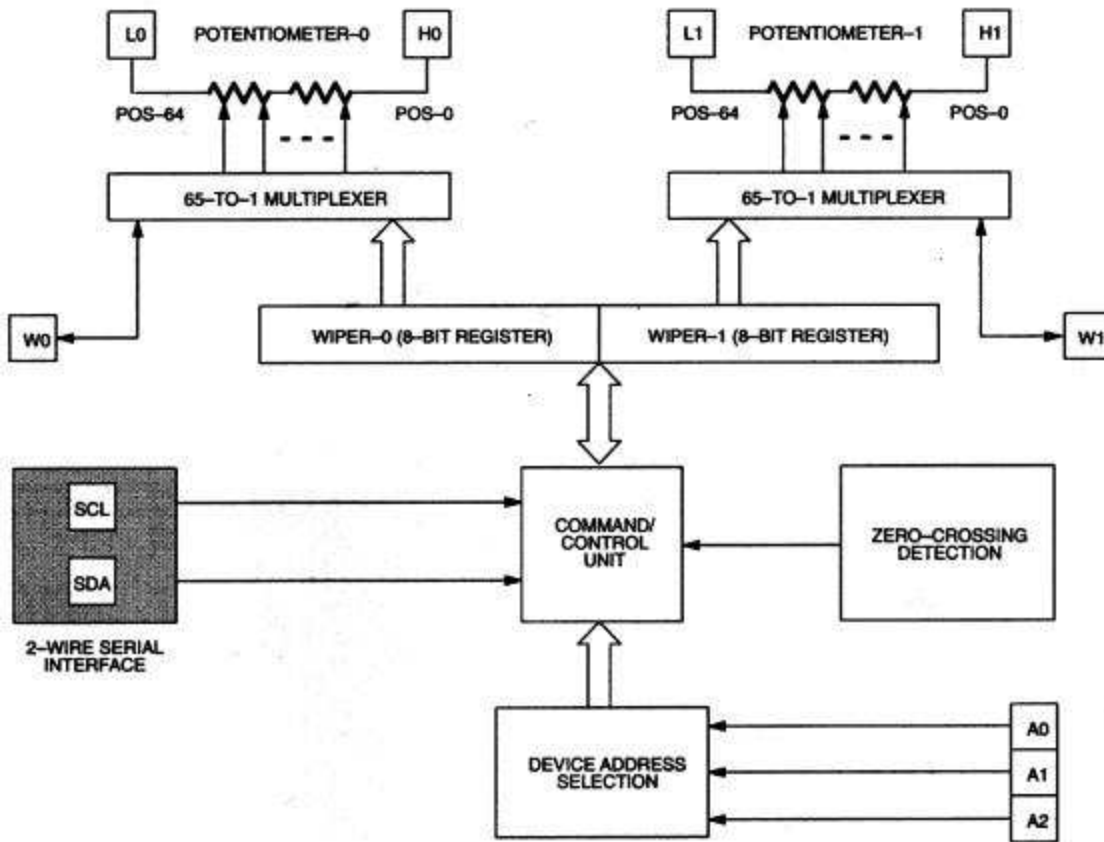 L0 POTENTIOMETER-0 H0
L1 POTENTIOMETER-1 H1
POS-64 POS-0
POS-64 POS-0
- - -
- - -
65-TO-1 MULTIPLEXER
65-TO-1 MULTIPLEXER
W0
WIPER-0 (8-BIT REGISTER)
WIPER-1 (8-BIT REGISTER)
W1
SCL
SDA
2-WIRE SERIAL
INTERFACE
COMMAND/
CONTROL
UNIT
ZERO-CROSSING
DETECTION
DEVICE ADDRESS
SELECTION
A0
A1
A2